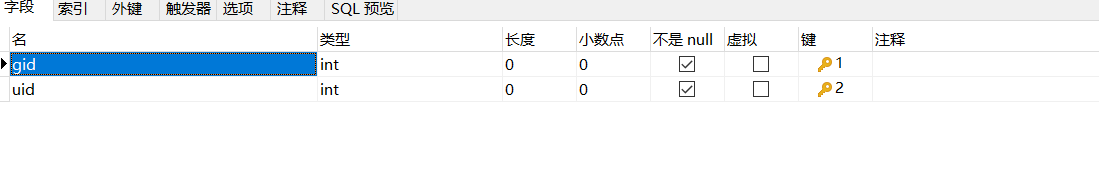 字段 索引 外键 触发器 选项 注释 SQL 预览
名 类型 长度 小数点 不是 null 虚拟 键 注释
gid int 0 0 1
uid int 0 0 2